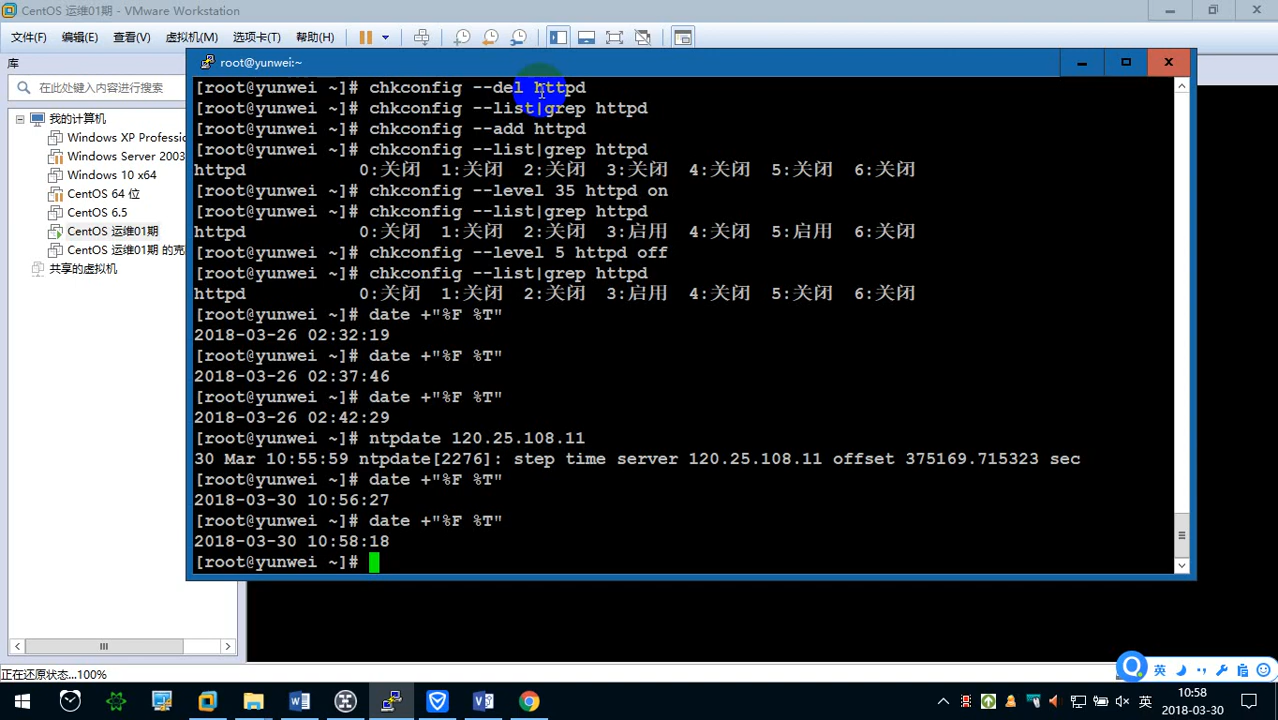 CentOS 运维01期 - VMware Workstation
文件(F) 编辑(E) 查看(V) 虚拟机(M) 选项卡(T) 帮助(H)
库
在此处键入内容进行搜索
我的计算机
Windows XP Profession
Windows Server 2003
Windows 10 x64
CentOS 64 位
CentOS 6.5
CentOS 运维01期
CentOS 运维01期 的克
共享的虚拟机
root@yunwei:~
[root@yunwei ~]# chkconfig --del httpd
[root@yunwei ~]# chkconfig --list|grep httpd
[root@yunwei ~]# chkconfig --add httpd
[root@yunwei ~]# chkconfig --list|grep httpd
httpd 0:关闭 1:关闭 2:关闭 3:关闭 4:关闭 5:关闭 6:关闭
[root@yunwei ~]# chkconfig --level 35 httpd on
[root@yunwei ~]# chkconfig --list|grep httpd
httpd 0:关闭 1:关闭 2:关闭 3:启用 4:关闭 5:启用 6:关闭
[root@yunwei ~]# chkconfig --level 5 httpd off
[root@yunwei ~]# chkconfig --list|grep httpd
httpd 0:关闭 1:关闭 2:关闭 3:启用 4:关闭 5:关闭 6:关闭
[root@yunwei ~]# date +"%F %T"
2018-03-26 02:32:19
[root@yunwei ~]# date +"%F %T"
2018-03-26 02:37:46
[root@yunwei ~]# date +"%F %T"
2018-03-26 02:42:29
[root@yunwei ~]# ntpdate 120.25.108.11
30 Mar 10:55:59 ntpdate[2276]: step time server 120.25.108.11 offset 375169.715323 sec
[root@yunwei ~]# date +"%F %T"
2018-03-30 10:56:27
[root@yunwei ~]# date +"%F %T"
2018-03-30 10:58:18
[root@yunwei ~]#
正在还原状态...100%
英
英
10:58
2018-03-30